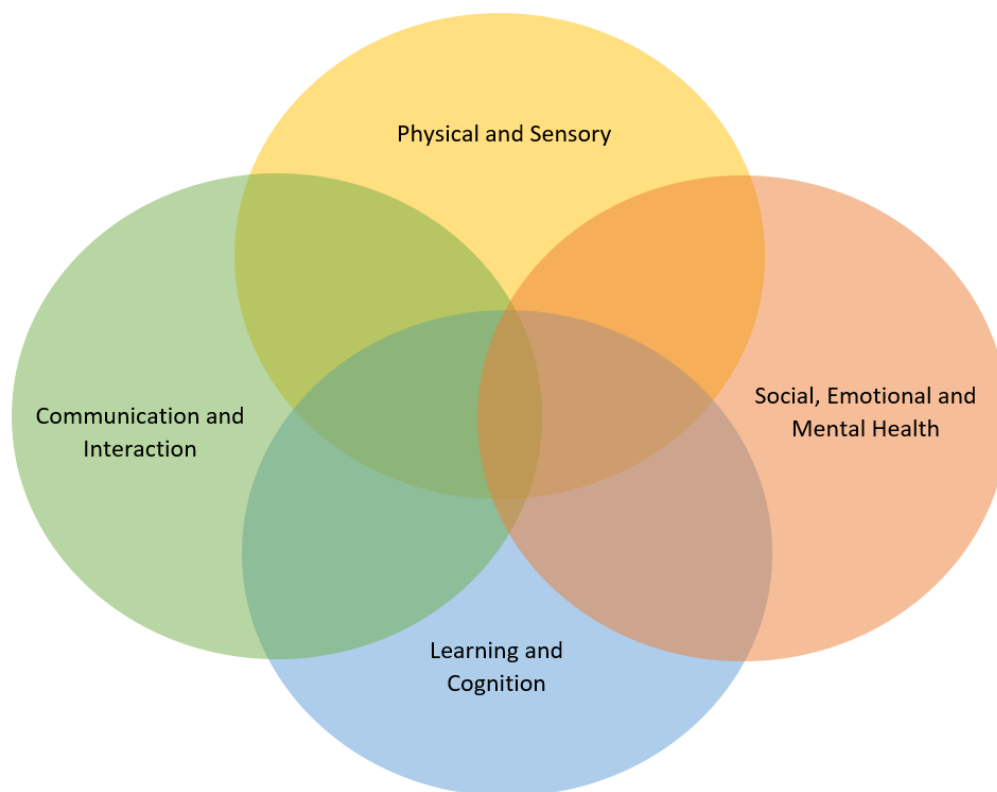 Physical and Sensory
Communication and
Interaction
Social, Emotional and
Mental Health
Learning and
Cognition